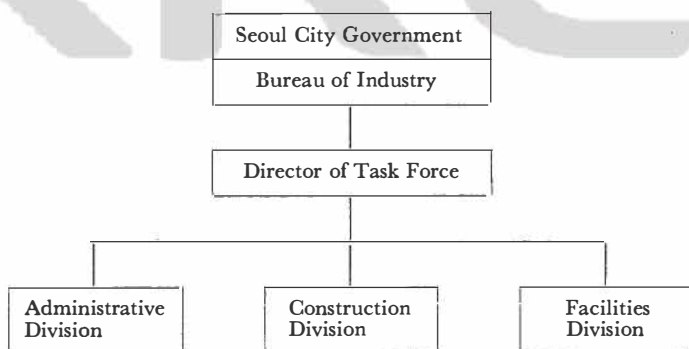 Seoul City Government
Bureau of Industry
Director of Task Force
Administrative
Division
Construction
Division
Facilities
Division